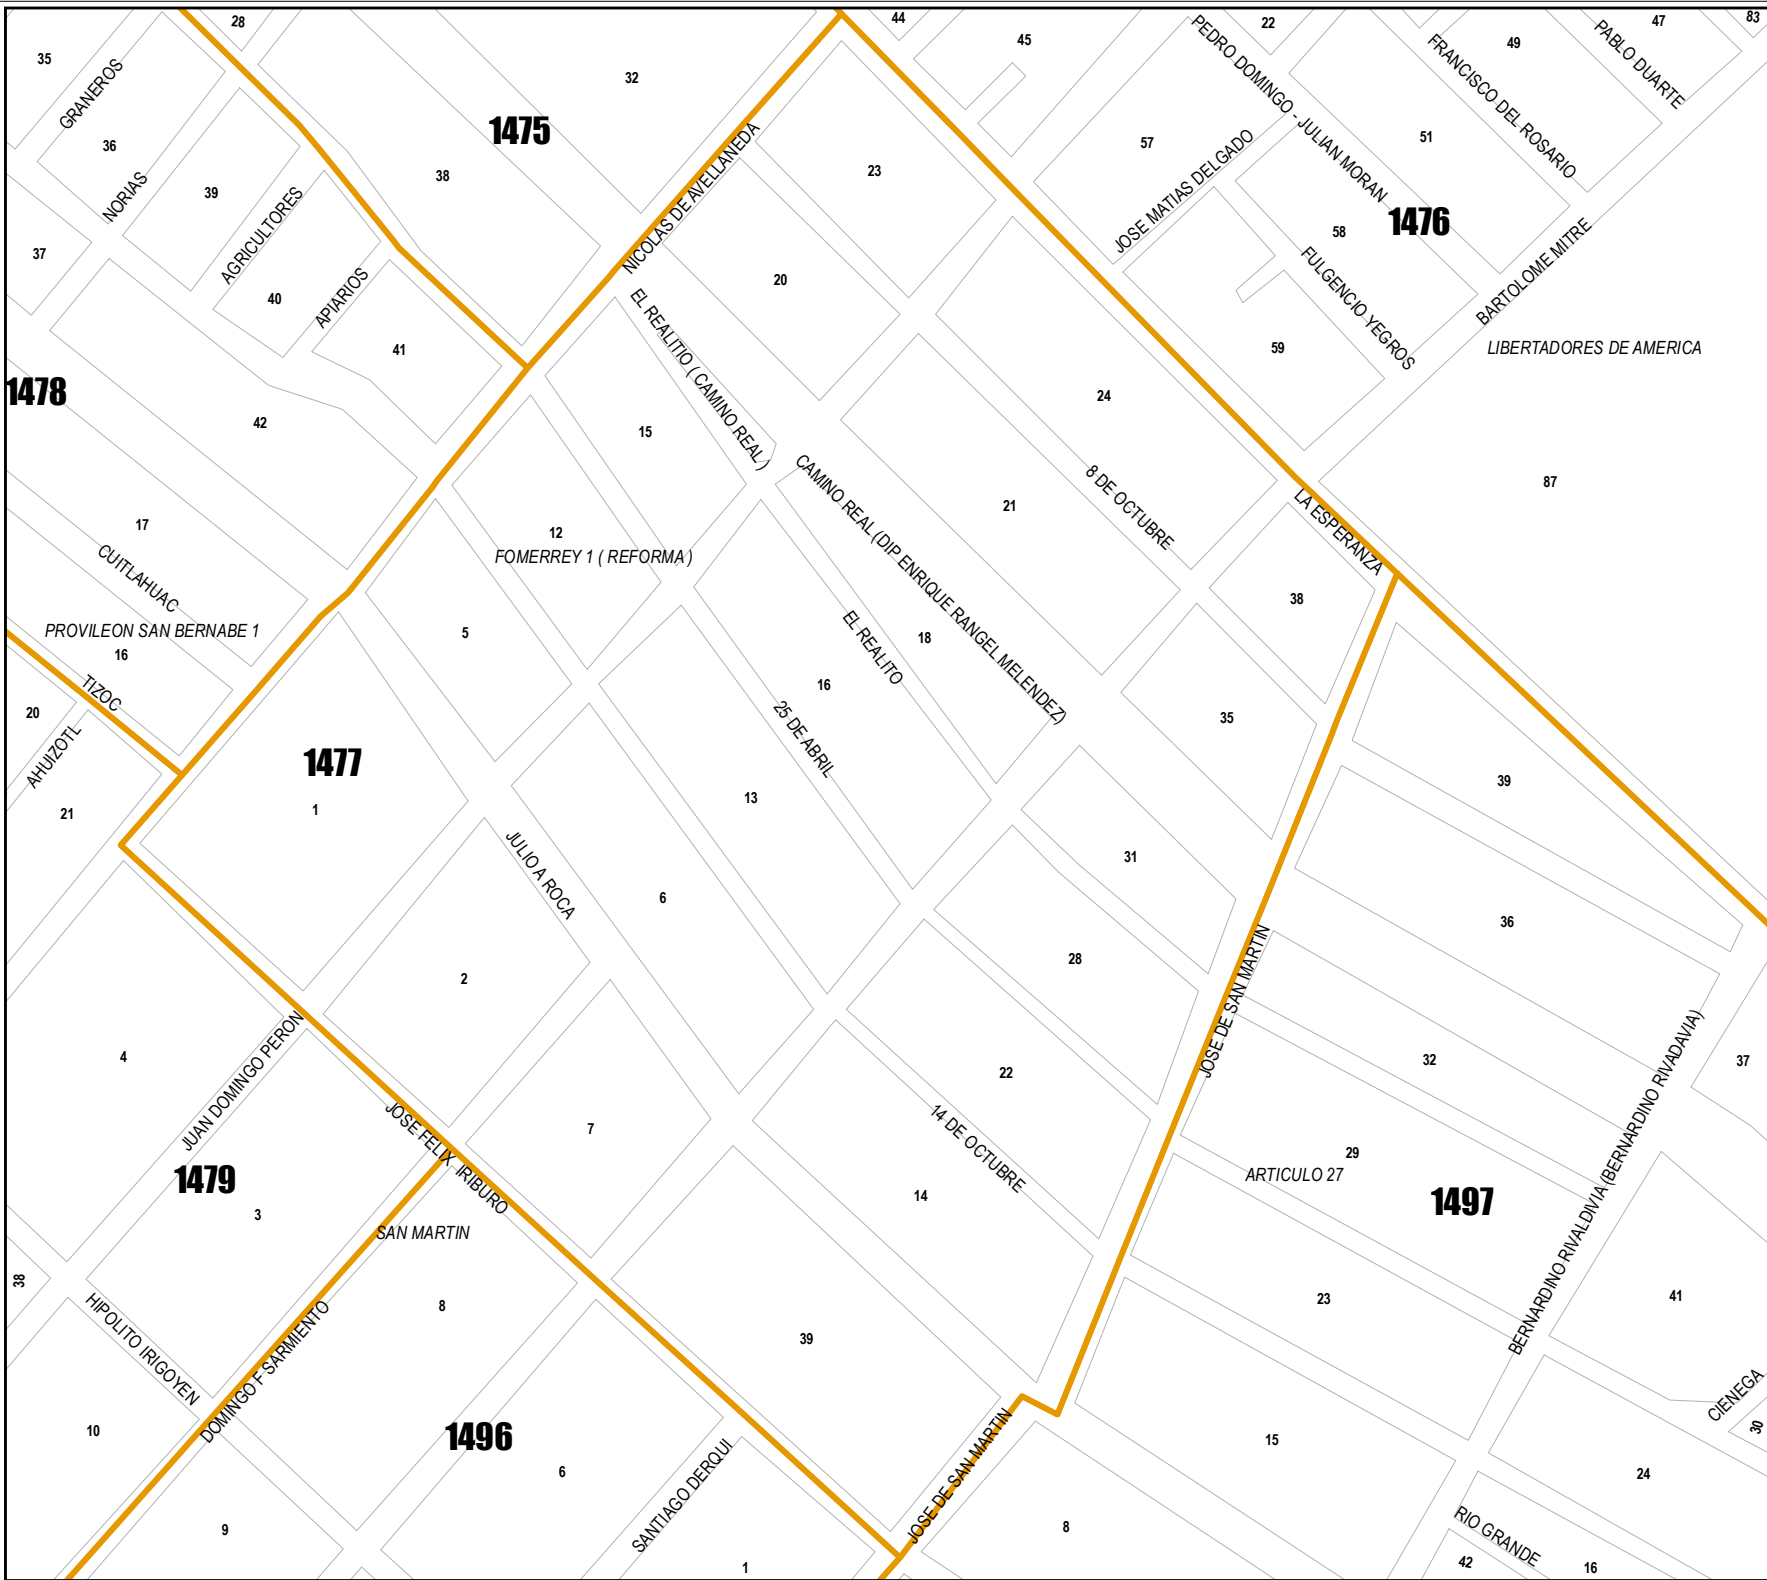 28
44
45
22
49
47
83
35
GRANEROS
32
PEDRO DOMINGO - JULIAN MORAN
FRANCISCO DEL ROSARIO
PABLO DUARTE
1475
36
NORIAS
39
38
AGRICULTORES
NICOLAS DE AVELLANEDA
23
57
JOSE MATIAS DELGADO
51
1476
58
37
40
APIARIOS
20
FULGENCIO YEGROS
BARTOLOME MITRE
LIBERTADORES DE AMERICA
41
EL REALITIO ( CAMINO REAL )
59
1478
42
15
24
CAMINO REAL (DIP ENRIQUE RANGEL MELENDEZ)
8 DE OCTUBRE
87
17
12
21
LA ESPERANZA
FOMERREY 1 ( REFORMA )
CUITLAHUAC
38
PROVILEON SAN BERNABE 1
5
EL REALITO
18
16
16
TIZOC
20
AHUIZOTL
25 DE ABRIL
35
1477
39
21
1
13
JULIO A ROCA
31
6
36
2
28
JOSE DE SAN MARTIN
4
JUAN DOMINGO PERON
22
32
37
BERNARDINO RIVALDIVIA (BERNARDINO RIVADAVIA)
JOSE FELIX IRIBURO
7
14 DE OCTUBRE
29
ARTICULO 27
1479
14
1497
3
SAN MARTIN
38
HIPOLITO IRIGOYEN
8
23
41
DOMINGO F SARMIENTO
39
CIENEGA
10
1496
JOSE DE SAN MARTIN
15
30
6
SANTIAGO DERQUI
24
9
8
RIO GRANDE
1
42
16